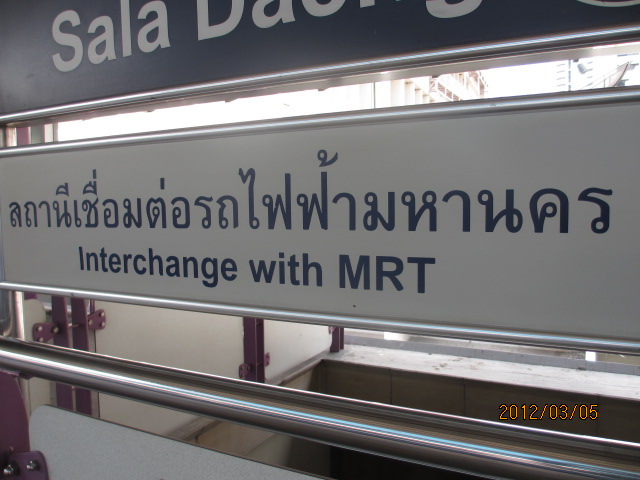 Sala Daeng
สถานีเชื่อมต่อรถไฟฟ้ามหานคร
Interchange with MRT
2012/03/05